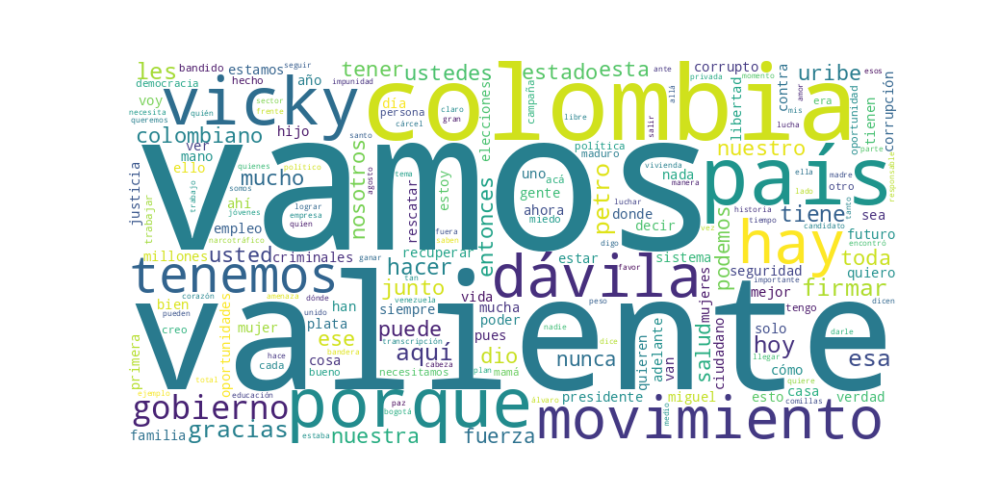 les bandido estamos seguir tener ustedes estado esta ante corrupto uribe esos
democracia hecho año impunidad vicky colombia privada momento contra era corrupción
voy necesita queremos quién sector frente día persona claro gran cárcel elecciones campaña libre allá salir amor mis lucha libertad oportunidad tienen
colombiano hijo santo política maduro nuestro parte
ver mano mucho quienes político nosotros tema agosto estoy rescatar vamos uno acá gente miedo vivienda nada país ella madre otro responsable
justicia ello ahí somos trabajo jóvenes lograr empresa quien entonces ahora donde luchar decir petro manera lado tanto
trabajar empleo narcotráfico fuera saben digo vez hay historia tiempo tiene candidato sea encontró
millones usted criminales ganar recuperar estar sistema podemos seguridad importante futuro toda
tenemos hacer tan dávila favor mujeres quiero dicen
corazón amenaza dónde venezuela junto vida mucha peso mejor tengo firmar
bien pueden han unido siempre poder valiente
creo oportunidades mujer plata bandera transcripción puede pues nadie quieren adelante solo hoy darle
primera hace cada cosa ese aquí cabeza dio dice nunca van salud ciudadano llegar cómo esa
total bueno necesitamos plan mamá quiere casa
ejemplo educación porque presidente miguel esto comillas verdad
gobierno paz bogotá álvaro medio movimiento
familia gracias estaba nuestra fuerza